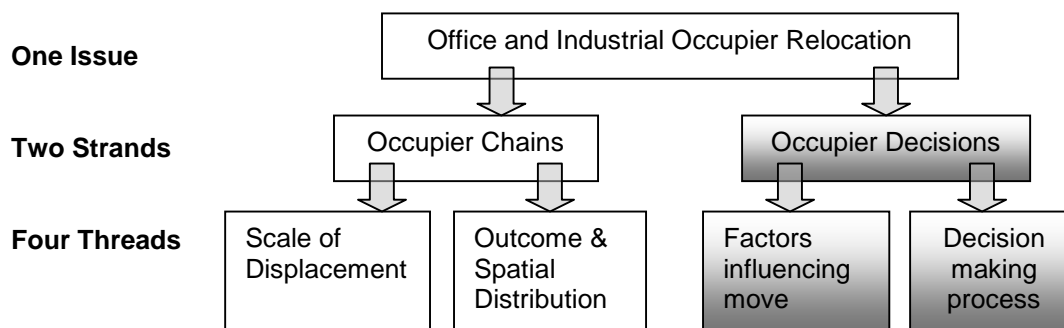 One Issue
Office and Industrial Occupier Relocation
Two Strands
Occupier Chains
Occupier Decisions
Four Threads
Scale of
Displacement
Outcome &
Spatial
Distribution
Factors
influencing
move
Decision
making
process